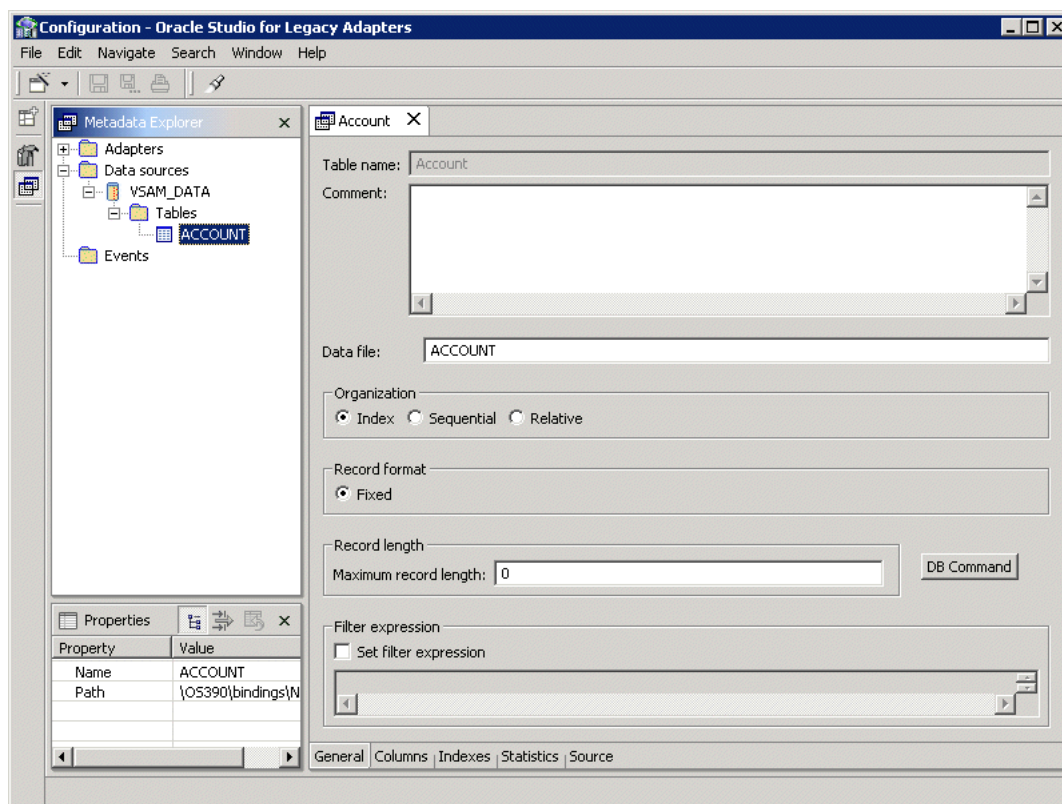 Configuration - Oracle Studio for Legacy Adapters
File Edit Navigate Search Window Help
Metadata Explorer
Adapters
Data sources
VSAM_DATA
Tables
ACCOUNT
Events
Properties
Property Value
Name ACCOUNT
Path \OS390\bindings\N
Account
Table name: Account
Comment:
Data file: ACCOUNT
Organization
Index Sequential Relative
Record format
Fixed
Record length
Maximum record length: 0
DB Command
Filter expression
Set filter expression
General Columns Indexes Statistics Source